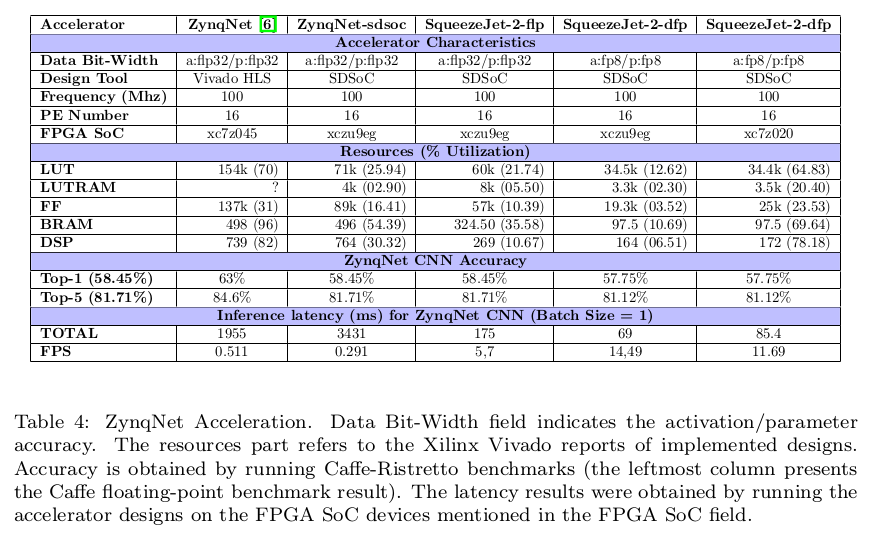 Accelerator ZynqNet [6] ZynqNet-sdsoc SqueezeJet-2-flp SqueezeJet-2-dfp SqueezeJet-2-dfp
Accelerator Characteristics
Data Bit-Width a:flp32/p:flp32 a:flp32/p:flp32 a:flp32/p:flp32 a:fp8/p:fp8 a:fp8/p:fp8
Design Tool Vivado HLS SDSoC SDSoC SDSoC SDSoC
Frequency (Mhz) 100 100 100 100 100
PE Number 16 16 16 16 16
FPGA SoC xc7z045 xczu9eg xczu9eg xczu9eg xc7z020
Resources (% Utilization)
LUT 154k (70) 71k (25.94) 60k (21.74) 34.5k (12.62) 34.4k (64.83)
LUTRAM ? 4k (02.90) 8k (05.50) 3.3k (02.30) 3.5k (20.40)
FF 137k (31) 89k (16.41) 57k (10.39) 19.3k (03.52) 25k (23.53)
BRAM 498 (96) 496 (54.39) 324.50 (35.58) 97.5 (10.69) 97.5 (69.64)
DSP 739 (82) 764 (30.32) 269 (10.67) 164 (06.51) 172 (78.18)
ZynqNet CNN Accuracy
Top-1 (58.45%) 63% 58.45% 58.45% 57.75% 57.75%
Top-5 (81.71%) 84.6% 81.71% 81.71% 81.12% 81.12%
Inference latency (ms) for ZynqNet CNN (Batch Size = 1)
TOTAL 1955 3431 175 69 85.4
FPS 0.511 0.291 5,7 14,49 11.69
Table 4: ZynqNet Acceleration. Data Bit-Width field indicates the activation/parameter
accuracy. The resources part refers to the Xilinx Vivado reports of implemented designs.
Accuracy is obtained by running Caffe-Ristretto benchmarks (the leftmost column presents
the Caffe floating-point benchmark result). The latency results were obtained by running the
accelerator designs on the FPGA SoC devices mentioned in the FPGA SoC field.